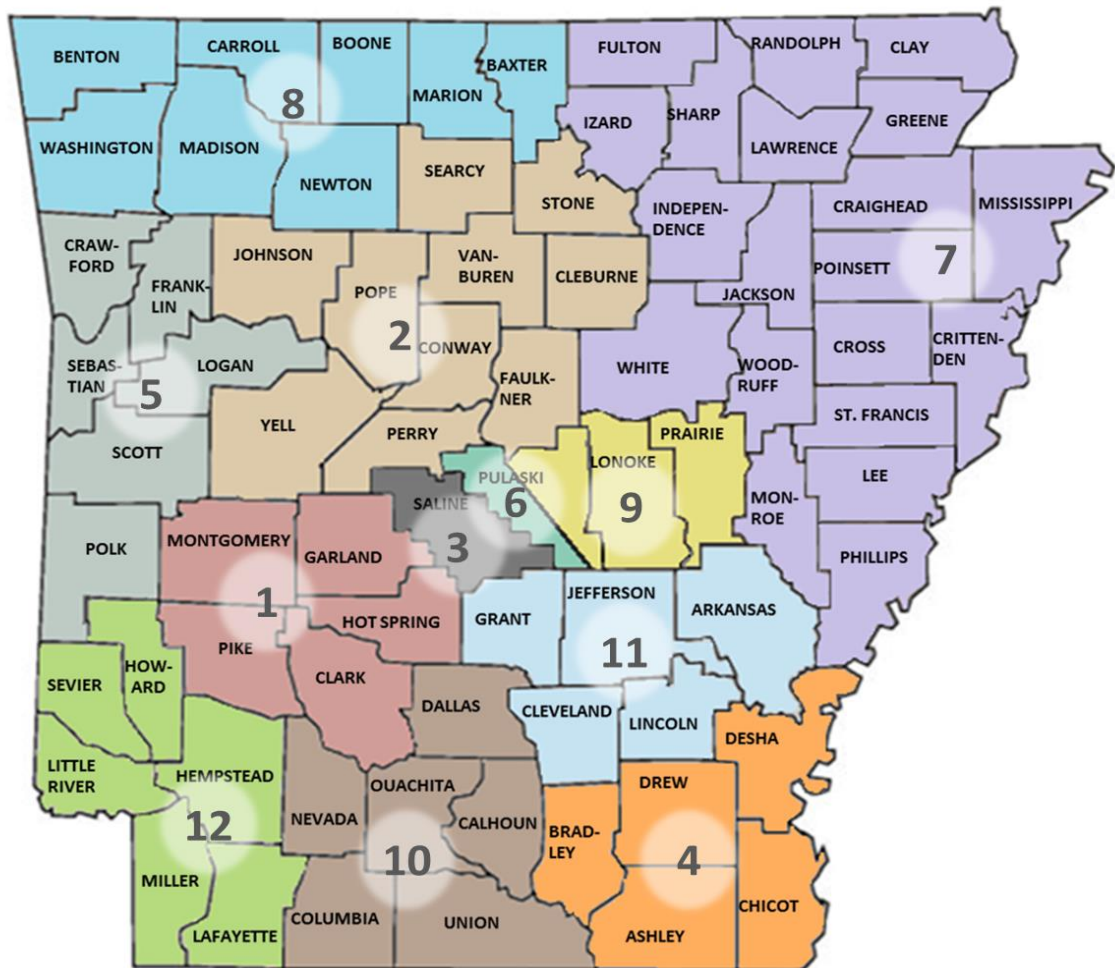 BENTON
CARROLL
BOONE
MARION
BAXTER
FULTON
RANDOLPH
CLAY
8
IZARD
SHARP
GREENE
WASHINGTON
MADISON
LAWRENCE
NEWTON
SEARCY
STONE
INDEPEN-
DENCE
CRAIGHEAD
MISSISSIPPI
CRAW-
FORD
JOHNSON
VAN-
BUREN
CLEBURNE
POINSETT
7
FRANK-
LIN
POPE
JACKSON
2
CONWAY
SEBAS-
TIAN
LOGAN
WHITE
WOOD-
RUFF
CROSS
CRITTEN-
DEN
5
FAULK-
NER
ST. FRANCIS
YELL
PERRY
PRAIRIE
SCOTT
LONOKE
PULASKI
LEE
SALINE
6
9
MON-
ROE
POLK
MONTGOMERY
GARLAND
3
PHILLIPS
1
HOT SPRING
GRANT
JEFFERSON
ARKANSAS
PIKE
11
SEVIER
HOW-
ARD
CLARK
DALLAS
CLEVELAND
LINCOLN
DESHA
LITTLE
RIVER
HEMPSTEAD
OUACHITA
DREW
12
NEVADA
CALHOUN
BRAD-
LEY
10
4
MILLER
CHICOT
COLUMBIA
UNION
LAFAYETTE
ASHLEY